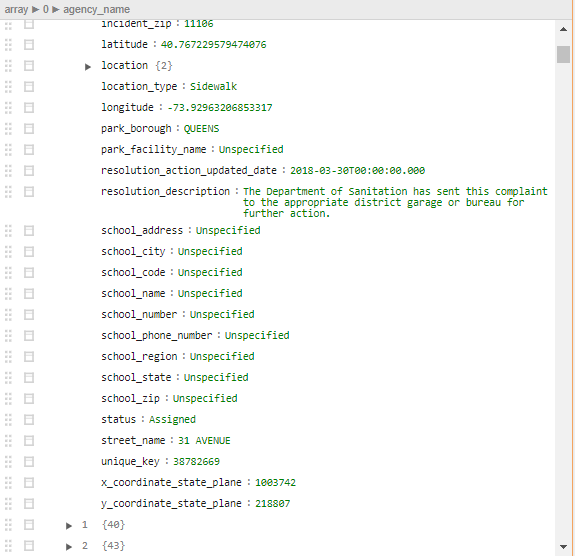 array ▶ 0 ▶ agency_name
incident_zip : 11106
latitude : 40.767229579474076
location {2}
location_type : Sidewalk
longitude : -73.92963206853317
park_borough : QUEENS
park_facility_name : Unspecified
resolution_action_updated_date : 2018-03-30T00:00:00.000
resolution_description : The Department of Sanitation has sent this complaint
to the appropriate district garage or bureau for
further action.
school_address : Unspecified
school_city : Unspecified
school_code : Unspecified
school_name : Unspecified
school_number : Unspecified
school_phone_number : Unspecified
school_region : Unspecified
school_state : Unspecified
school_zip : Unspecified
status : Assigned
street_name : 31 AVENUE
unique_key : 38782669
x_coordinate_state_plane : 1003742
y_coordinate_state_plane : 218807
1 {40}
2 {43}